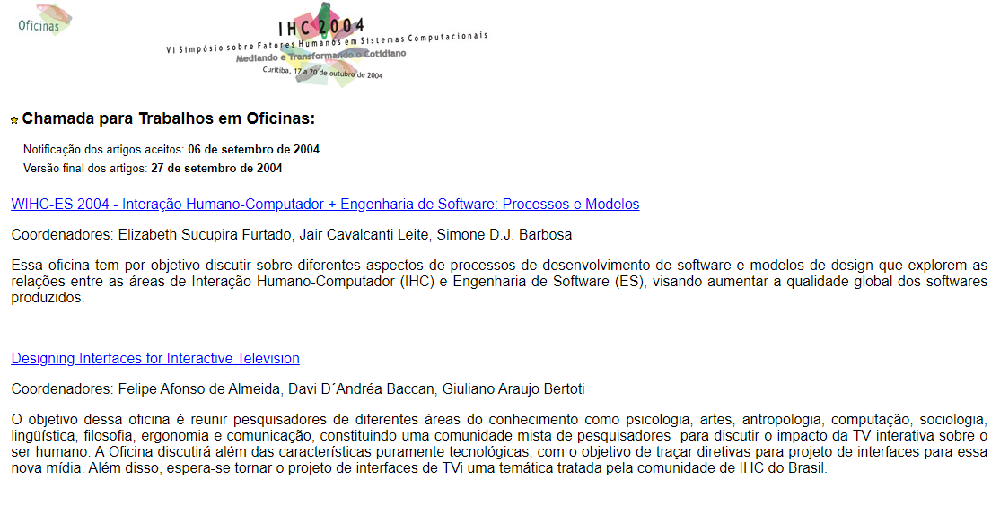 Oficinas
IHC 2004
VI Simpósio sobre Fatores Humanos em Sistemas Computacionais
Mediando e Transformando o Cotidiano
Curitiba, 17 a 20 de outubro de 2004
Chamada para Trabalhos em Oficinas:
Notificação dos artigos aceitos: 06 de setembro de 2004
Versão final dos artigos: 27 de setembro de 2004
WIHC-ES 2004 - Interação Humano-Computador + Engenharia de Software: Processos e Modelos
Coordenadores: Elizabeth Sucupira Furtado, Jair Cavalcanti Leite, Simone D.J. Barbosa
Essa oficina tem por objetivo discutir sobre diferentes aspectos de processos de desenvolvimento de software e modelos de design que explorem as
relações entre as áreas de Interação Humano-Computador (IHC) e Engenharia de Software (ES), visando aumentar a qualidade global dos softwares
produzidos.
Designing Interfaces for Interactive Television
Coordenadores: Felipe Afonso de Almeida, Davi D´Andréa Baccan, Giuliano Araujo Bertoti
O objetivo dessa oficina é reunir pesquisadores de diferentes áreas do conhecimento como psicologia, artes, antropologia, computação, sociologia,
lingüística, filosofia, ergonomia e comunicação, constituindo uma comunidade mista de pesquisadores para discutir o impacto da TV interativa sobre o
ser humano. A Oficina discutirá além das características puramente tecnológicas, com o objetivo de traçar diretivas para projeto de interfaces para essa
nova mídia. Além disso, espera-se tornar o projeto de interfaces de TVi uma temática tratada pela comunidade de IHC do Brasil.